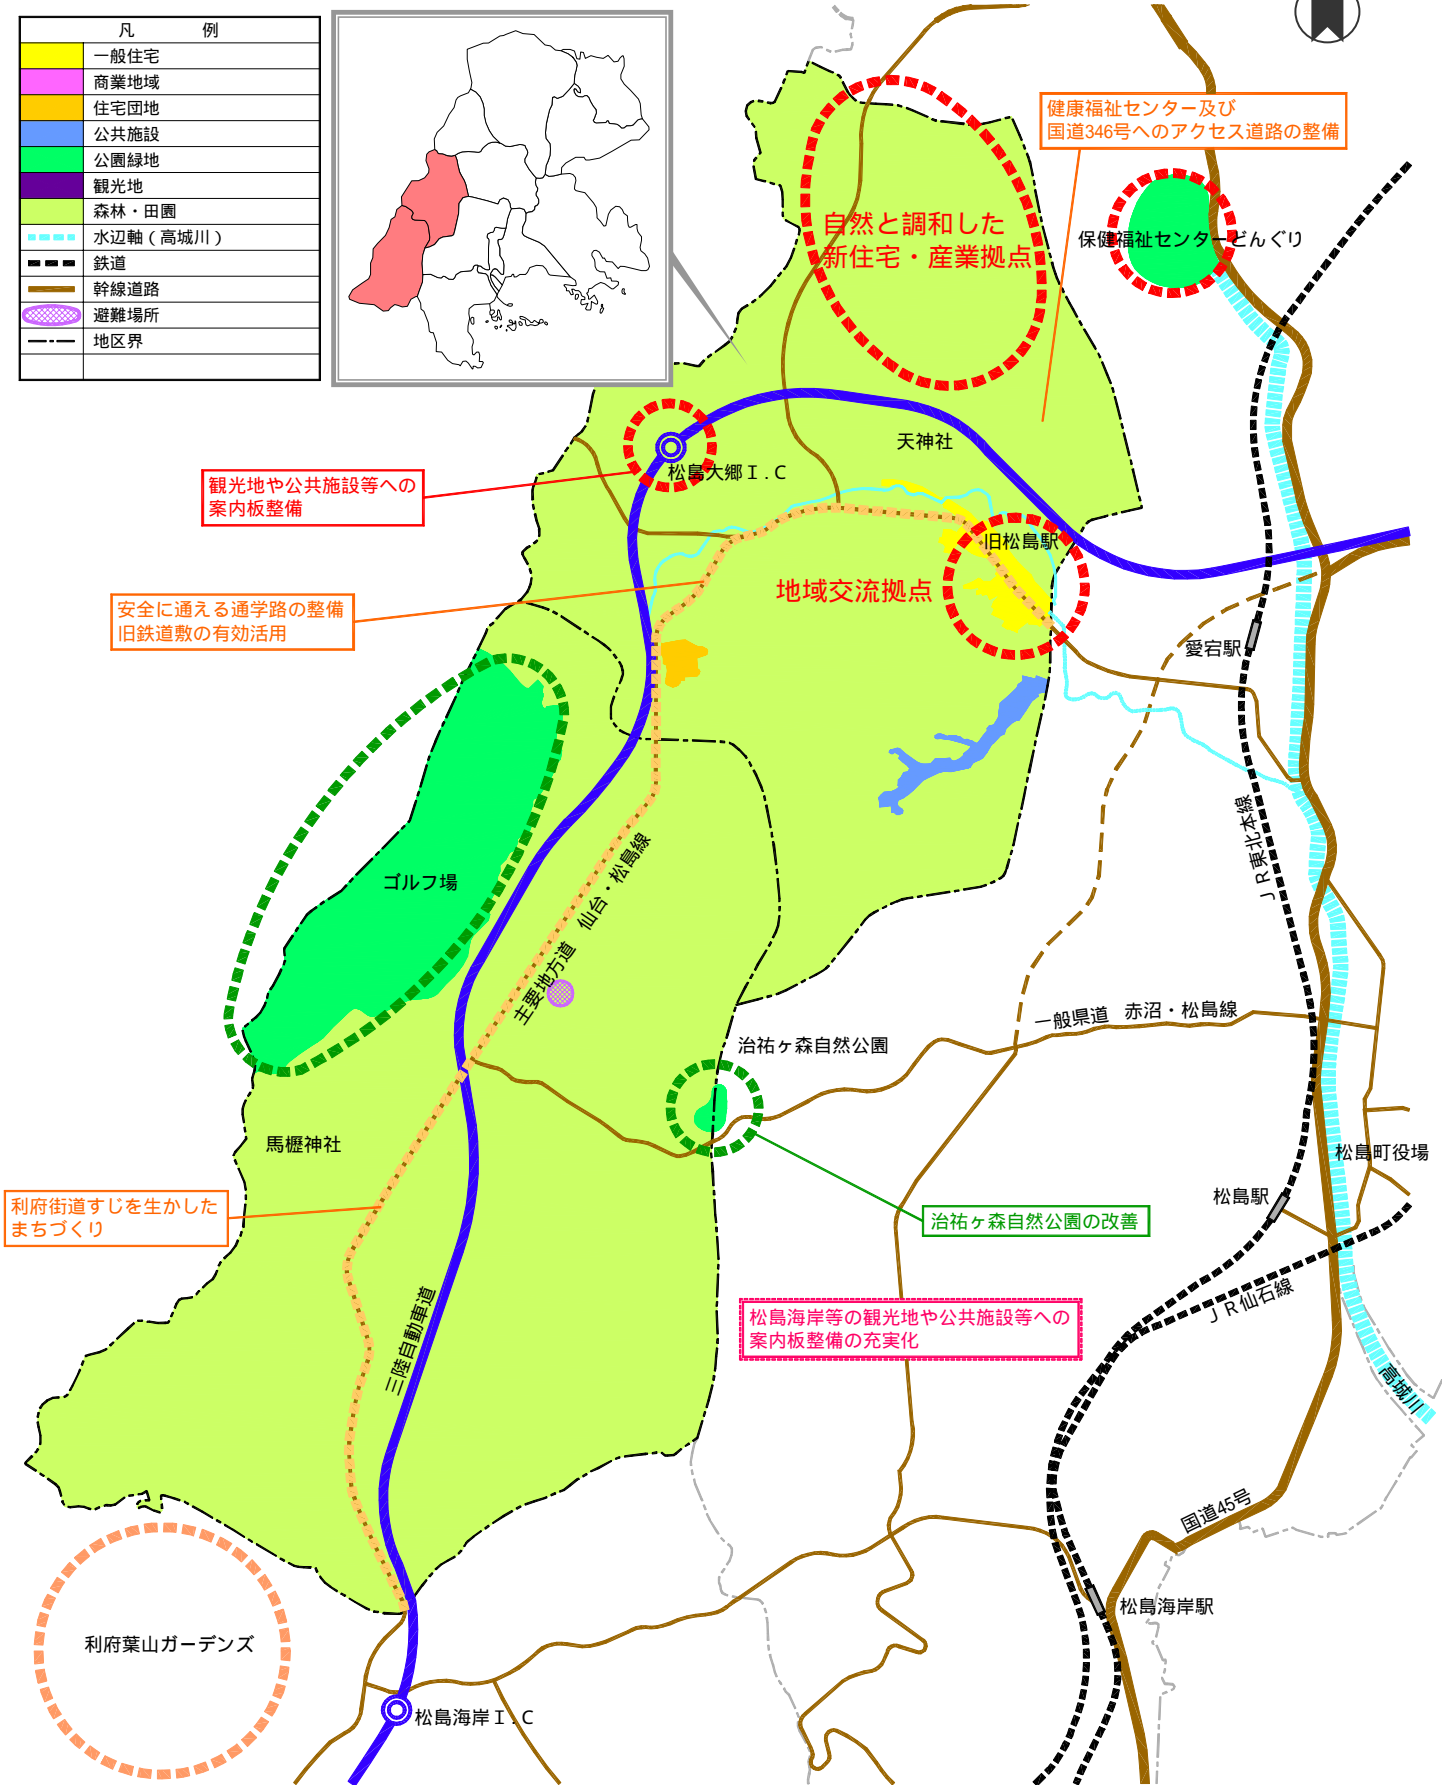 凡　例
一般住宅
商業地域
住宅団地
公共施設
公園緑地
観光地
森林・田園
水辺軸（高城川）
鉄道
幹線道路
避難場所
地区界
健康福祉センター及び
国道346号へのアクセス道路の整備
自然と調和した
新住宅・産業拠点
保健福祉センターどんぐり
天神社
松島大郷Ｉ.Ｃ
観光地や公共施設等への
案内板整備
旧松島駅
地域交流拠点
安全に通える通学路の整備
旧鉄道敷の有効活用
愛宕駅
ＪＲ東北本線
ゴルフ場
主要地方道　仙台・松島線
一般県道　赤沼・松島線
治祐ヶ森自然公園
馬櫪神社
松島町役場
松島駅
利府街道すじを生かした
まちづくり
治祐ヶ森自然公園の改善
ＪＲ仙石線
松島海岸等の観光地や公共施設等への
案内板整備の充実化
三陸自動車道
高城川
国道45号
松島海岸駅
利府葉山ガーデンズ
松島海岸Ｉ.Ｃ